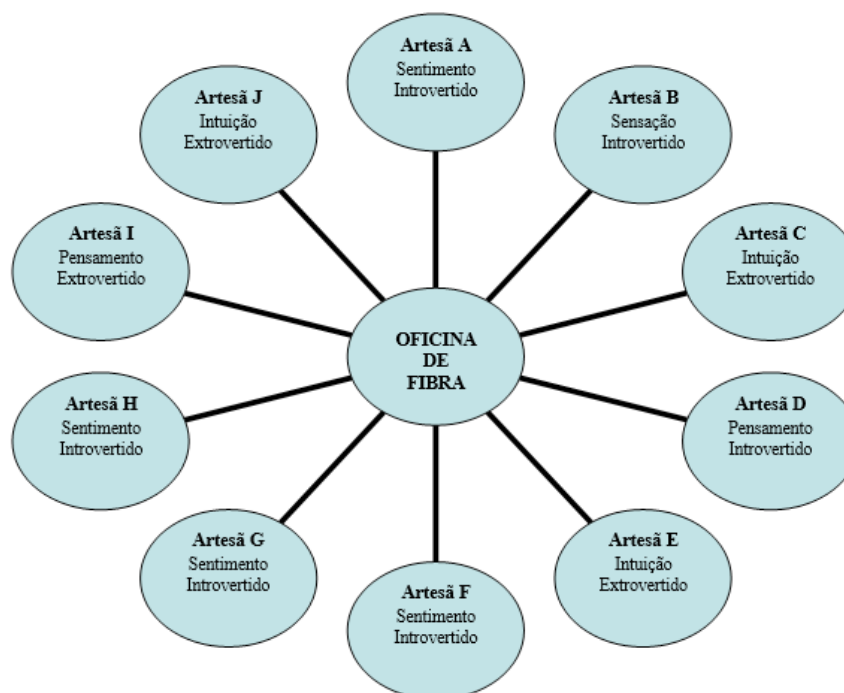 Artesã A
Sentimento
Introvertido
Artesã B
Sensação
Introvertido
Artesã C
Intuição
Extrovertido
Artesã D
Pensamento
Introvertido
Artesã E
Intuição
Extrovertido
Artesã F
Sentimento
Introvertido
Artesã G
Sentimento
Introvertido
Artesã H
Sentimento
Introvertido
Artesã I
Pensamento
Extrovertido
Artesã J
Intuição
Extrovertido
OFICINA
DE
FIBRA